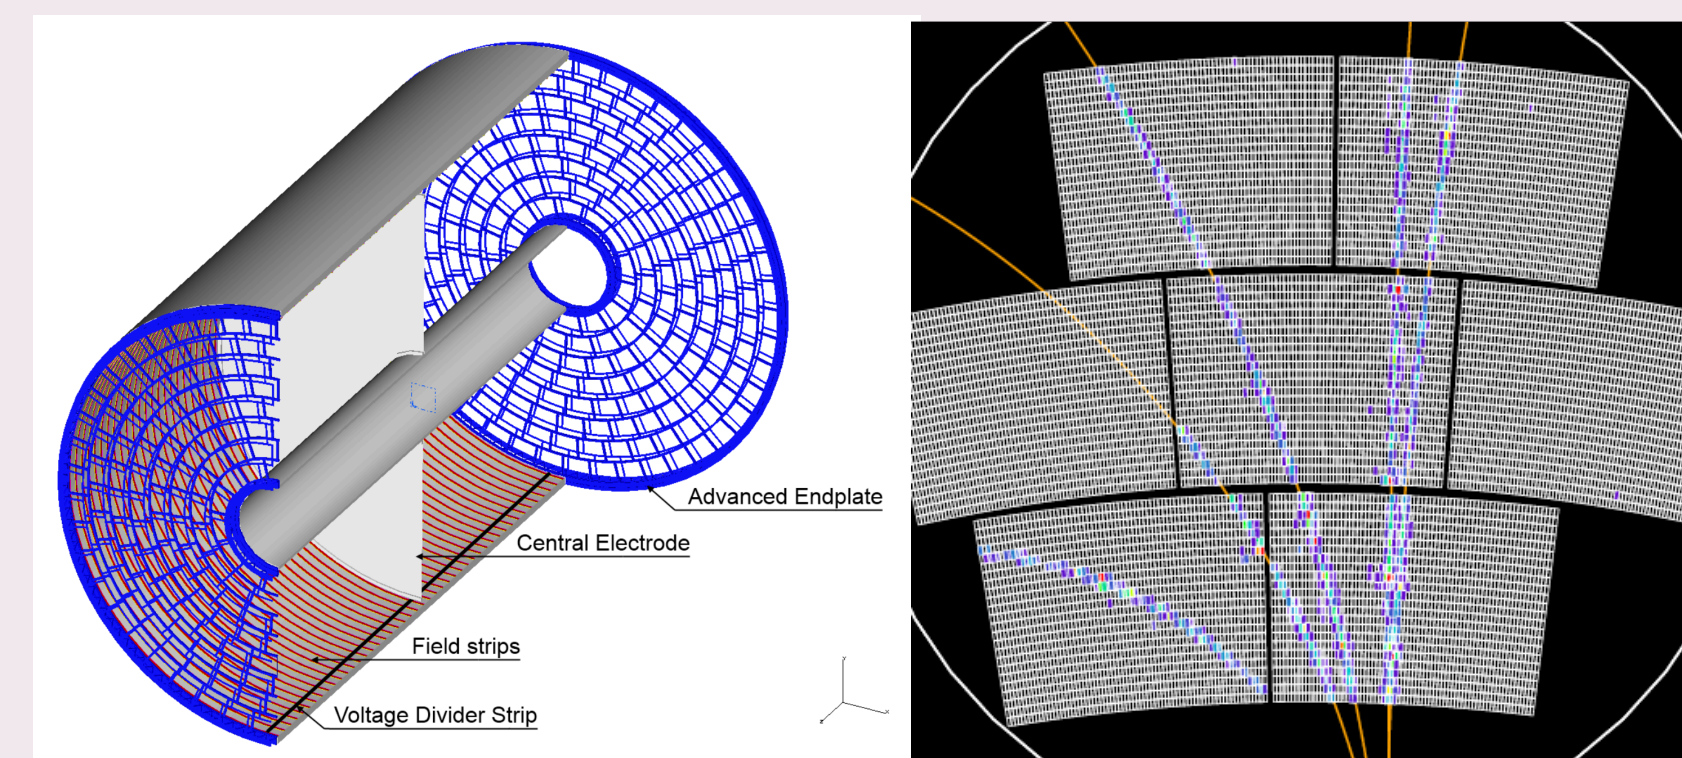 Advanced Endplate
Central Electrode
Field strips
Voltage Divider Strip